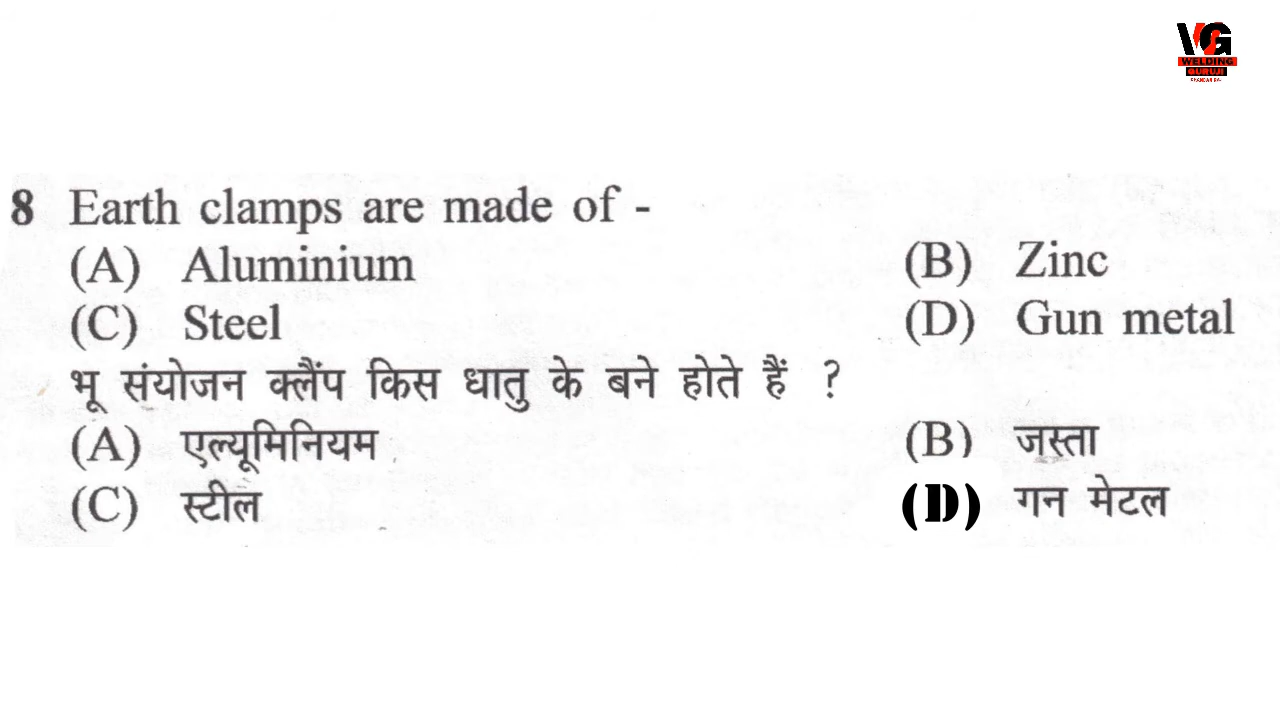 VG
WELDING
GURUJI
8 Earth clamps are made of -
(A) Aluminium (B) Zinc
(C) Steel (D) Gun metal
भू संयोजन क्लैंप किस धातु के बने होते हैं ?
(A) एल्यूमिनियम (B) जस्ता
(C) स्टील (D) गन मेटल